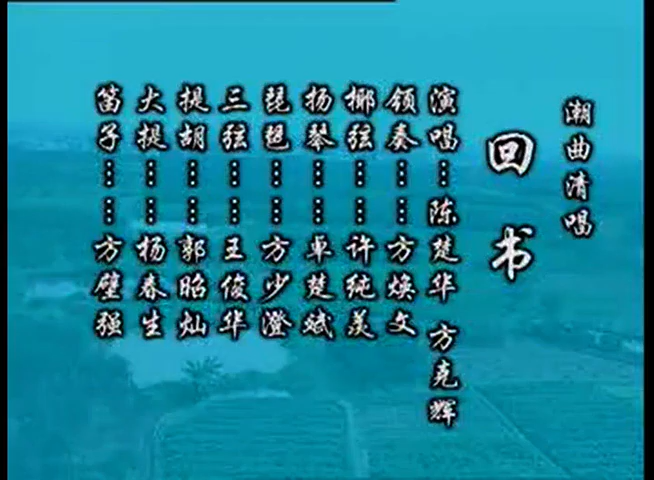 潮曲清唱
回书
演唱⋮陈楚华 方克辉
领奏⋮⋮方焕文
椰弦⋮⋮许纯羡
扬琴⋮⋮卓楚斌
琵琶⋮⋮方少澄
三弦⋮⋮王俊华
提胡⋮⋮郭昭灿
大提⋮⋮杨春生
笛子⋮⋮方壁强